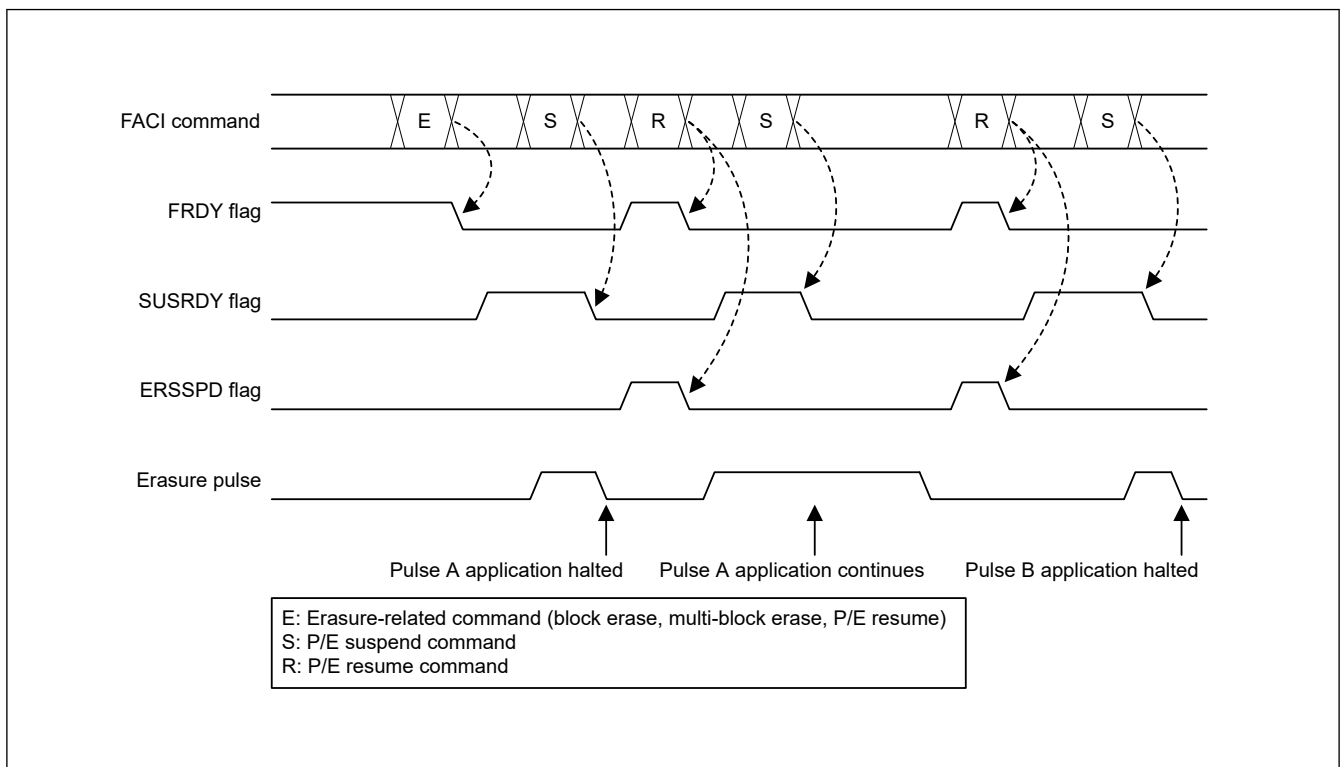 FACI command
E
S
R
S
R
S
FRDY flag
SUSRDY flag
ERSSPD flag
Erasure pulse
Pulse A application halted
Pulse A application continues
Pulse B application halted
E: Erasure-related command (block erase, multi-block erase, P/E resume)
S: P/E suspend command
R: P/E resume command